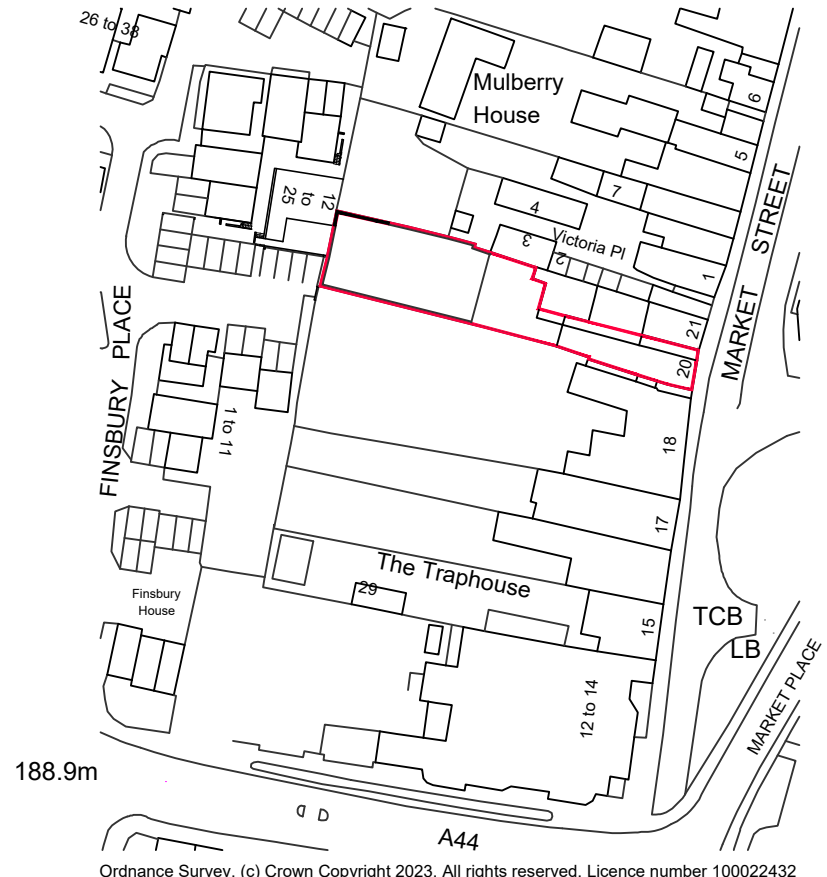 26 to 38
Mulberry
House
6
5
7
4
12
to
25
3
2
Victoria Pl
1
MARKET STREET
21
20
FINSBURY PLACE
1 to 11
18
17
The Traphouse
29
Finsbury
House
15
TCB
LB
12 to 14
MARKET PLACE
188.9m
A44
Ordnance Survey, (c) Crown Copyright 2023. All rights reserved. Licence number 100022432